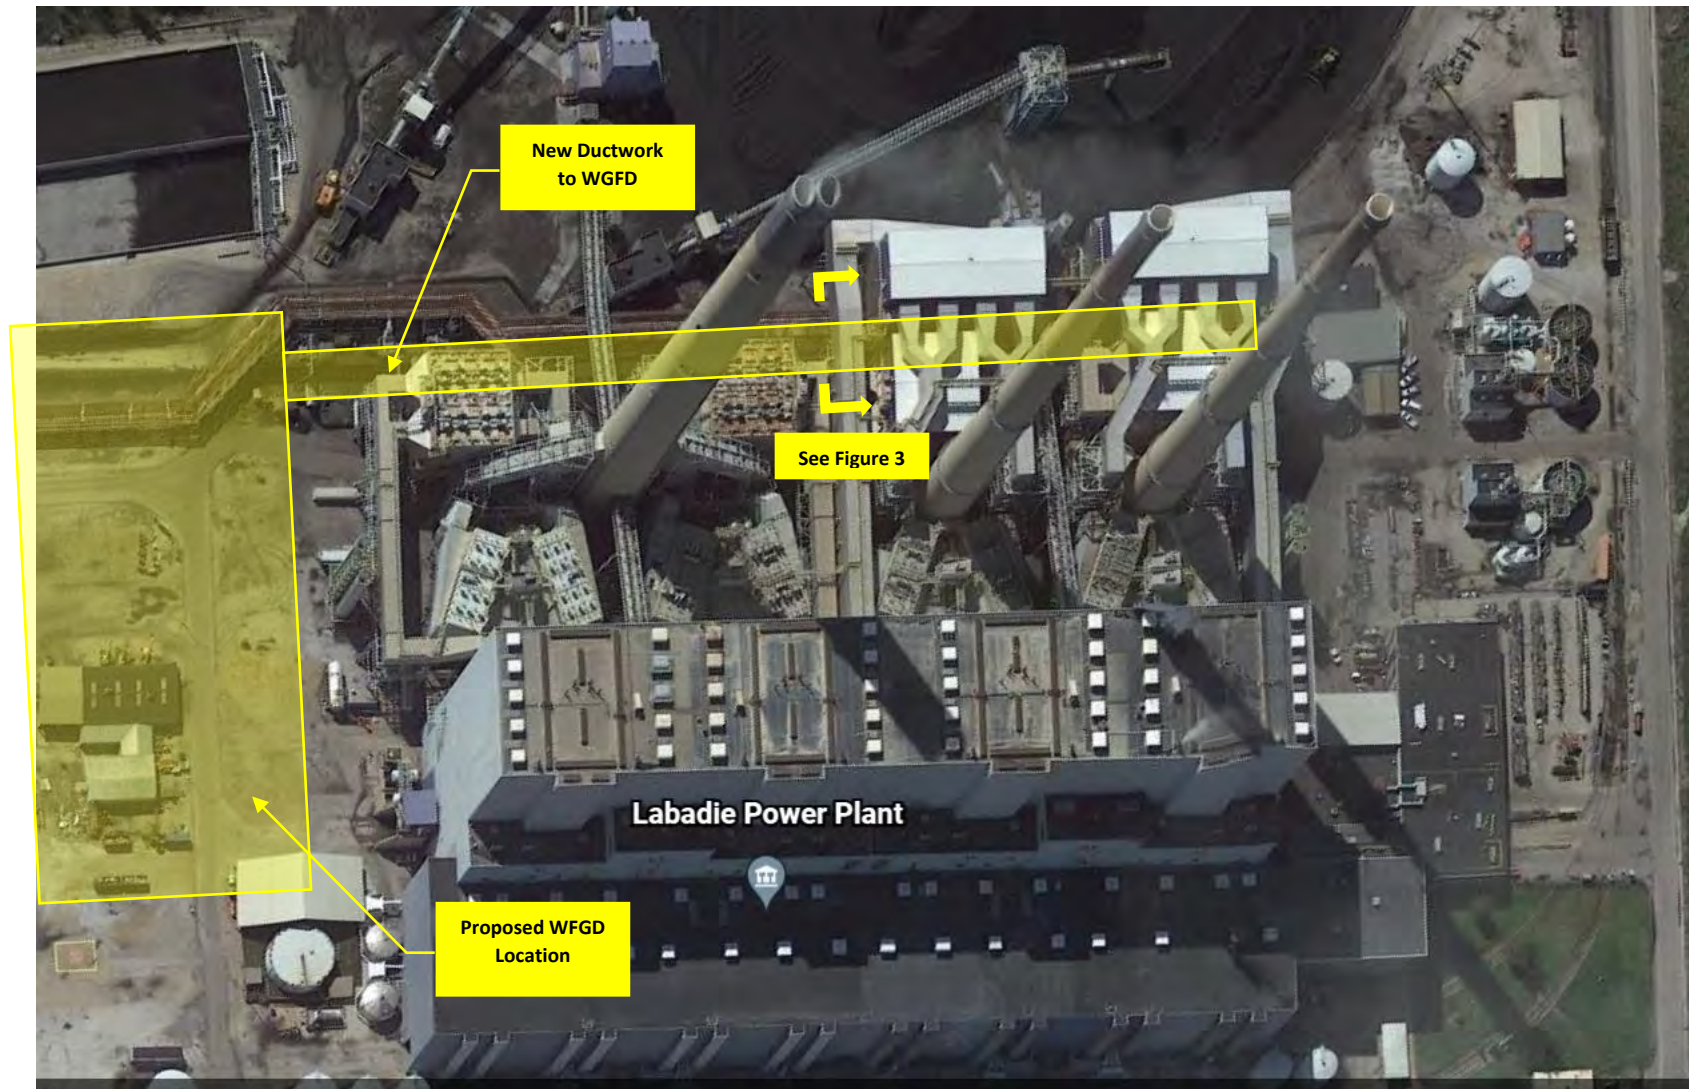 New Ductwork
to WGFD
See Figure 3
Labadie Power Plant
Proposed WFGD
Location